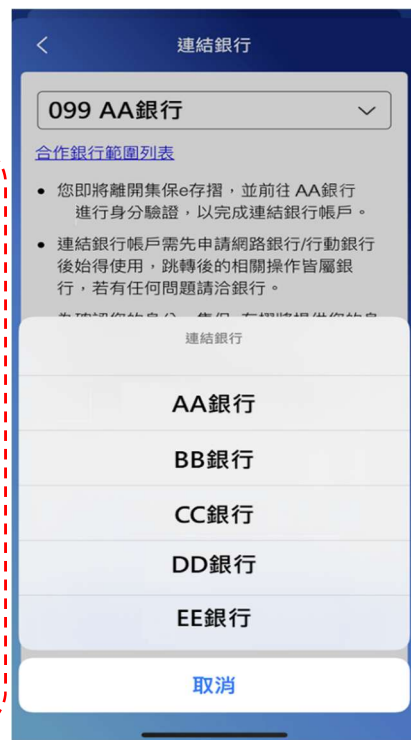 連結銀行
099 AA銀行
合作銀行範圍列表
• 您即將離開集保e存摺，並前往 AA銀行
進行身分驗證，以完成連結銀行帳戶。
• 連結銀行帳戶需先申請網路銀行/行動銀行
後始得使用，跳轉後的相關操作皆屬銀
行，若有任何問題請洽銀行。
連結銀行
AA銀行
BB銀行
CC銀行
DD銀行
EE銀行
取消